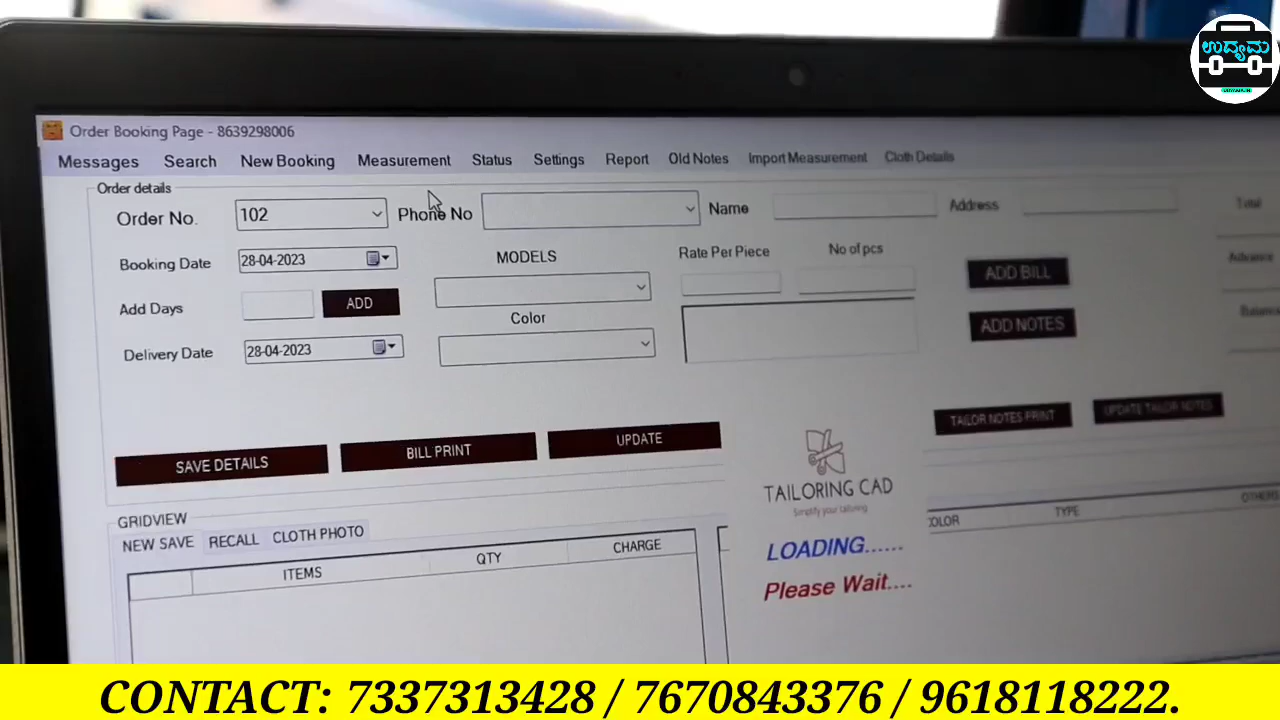 ಉದ್ಯಮ
Order Booking Page - 8639298006
Messages Search New Booking Measurement Status Settings Report Old Notes Import Measurement Cloth Details
Order details
Order No. 102 Phone No Name Address Total
Booking Date 28-04-2023 MODELS Rate Per Piece No of pcs ADD BILL Advance
Add Days ADD Color ADD NOTES
Delivery Date 28-04-2023
TAILOR NOTES PRINT UPDATE TAILOR NOTES
SAVE DETAILS BILL PRINT UPDATE
TAILORING CAD
Simplify your tailoring
GRIDVIEW
NEW SAVE RECALL CLOTH PHOTO
LOADING......
Please Wait....
ITEMS QTY CHARGE COLOR TYPE
CONTACT: 7337313428 / 7670843376 / 9618118222.